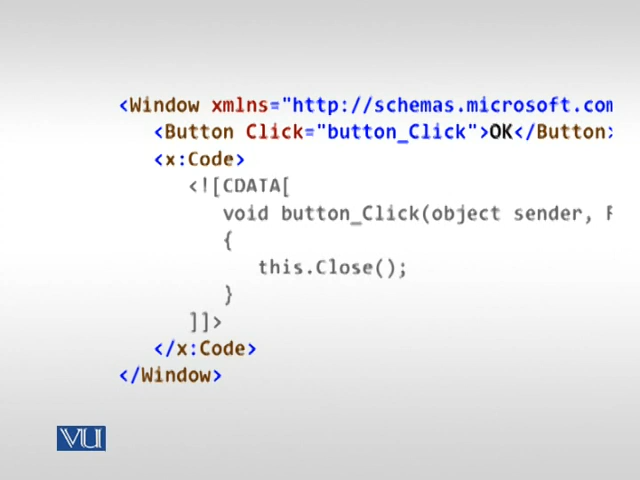 <Window xmlns="http://schemas.microsoft.com
<Button Click="button_Click">OK</Button>
<x:Code>
<![CDATA[
void button_Click(object sender, R
{
this.Close();
}
]]>
</x:Code>
</Window>
VU